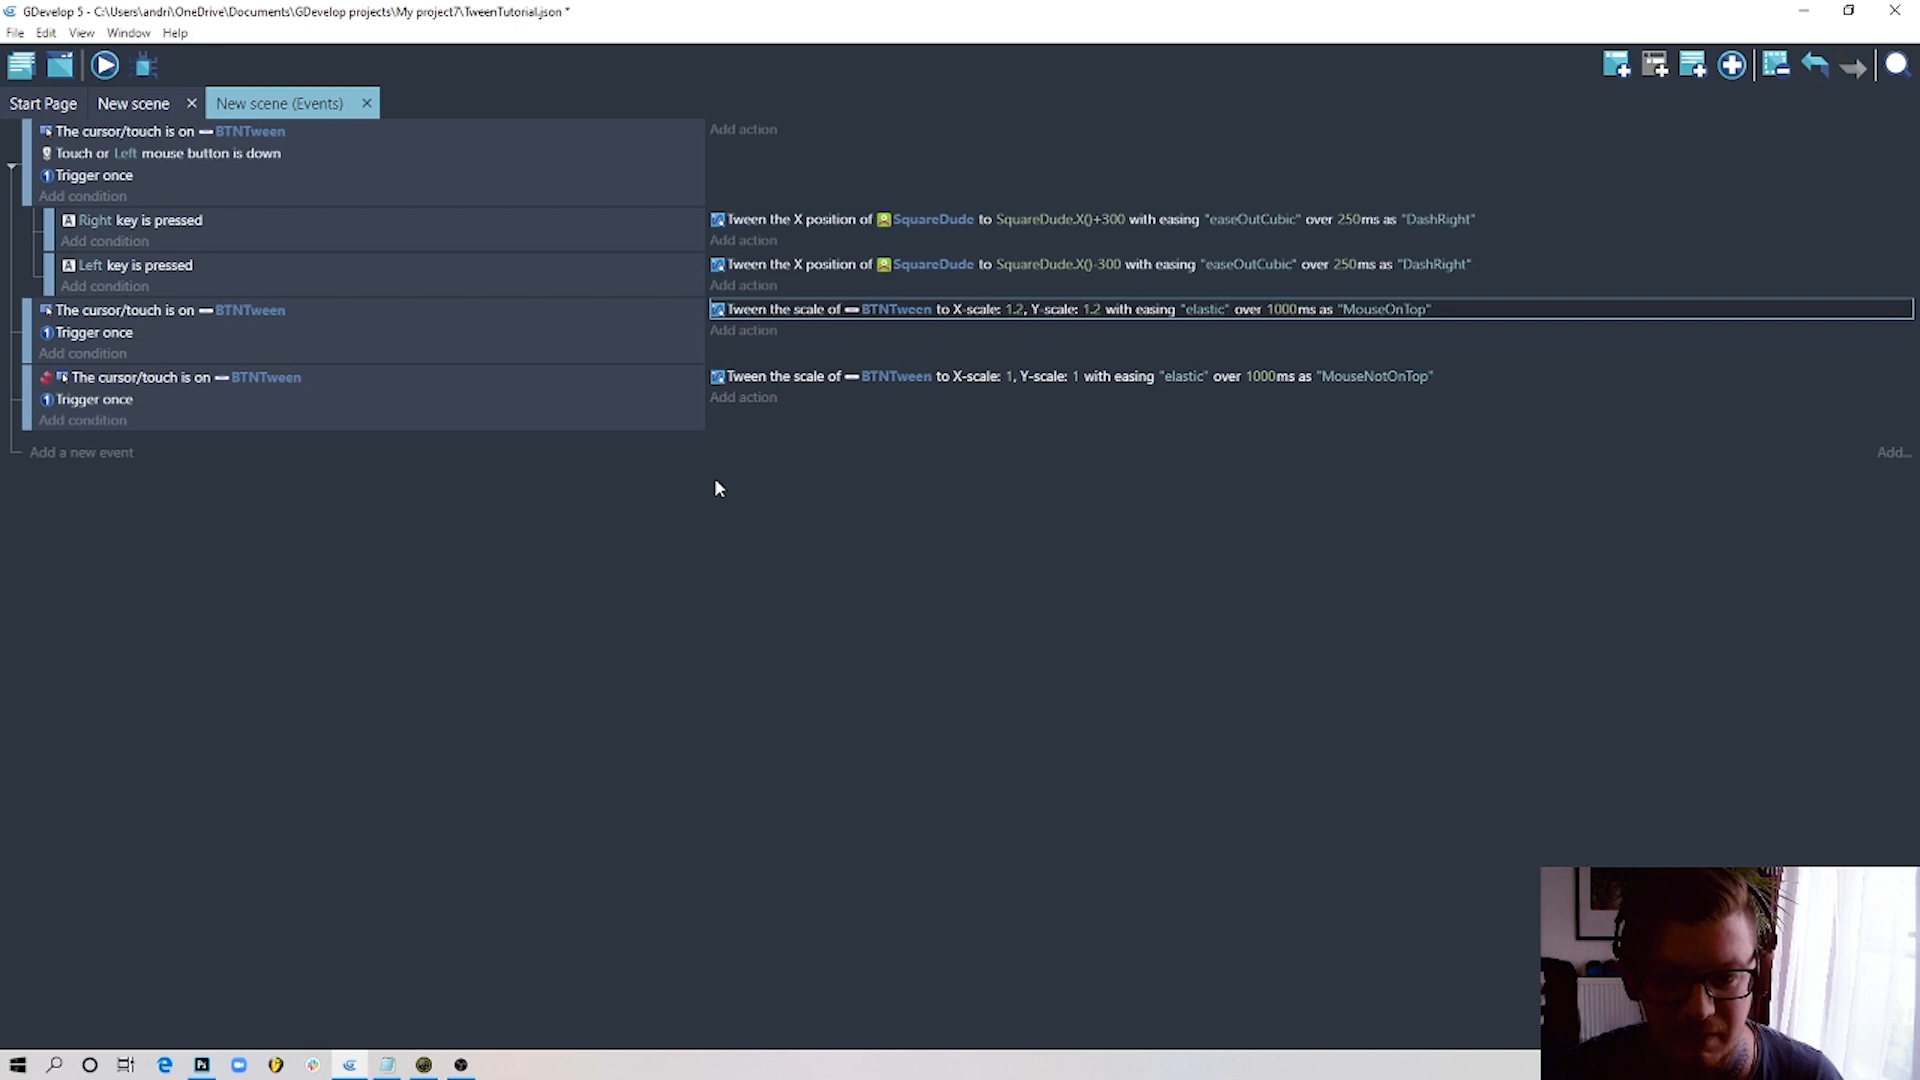 GDevelop 5 - C:\Users\andri\OneDrive\Documents\GDevelop projects\My project7\TweenTutorial.json *
File Edit View Window Help
Start Page New scene × New scene (Events) ×
The cursor/touch is on BTNTween Add action
Touch or Left mouse button is down
Trigger once
Add condition
Right key is pressed Tween the X position of SquareDude to SquareDude.X()+300 with easing "easeOutCubic" over 250ms as "DashRight"
Add condition Add action
Left key is pressed Tween the X position of SquareDude to SquareDude.X()-300 with easing "easeOutCubic" over 250ms as "DashRight"
Add condition Add action
The cursor/touch is on BTNTween Tween the scale of BTNTween to X-scale: 1.2, Y-scale: 1.2 with easing "elastic" over 1000ms as "MouseOnTop"
Trigger once Add action
Add condition
The cursor/touch is on BTNTween Tween the scale of BTNTween to X-scale: 1, Y-scale: 1 with easing "elastic" over 1000ms as "MouseNotOnTop"
Trigger once Add action
Add condition
Add a new event Add...